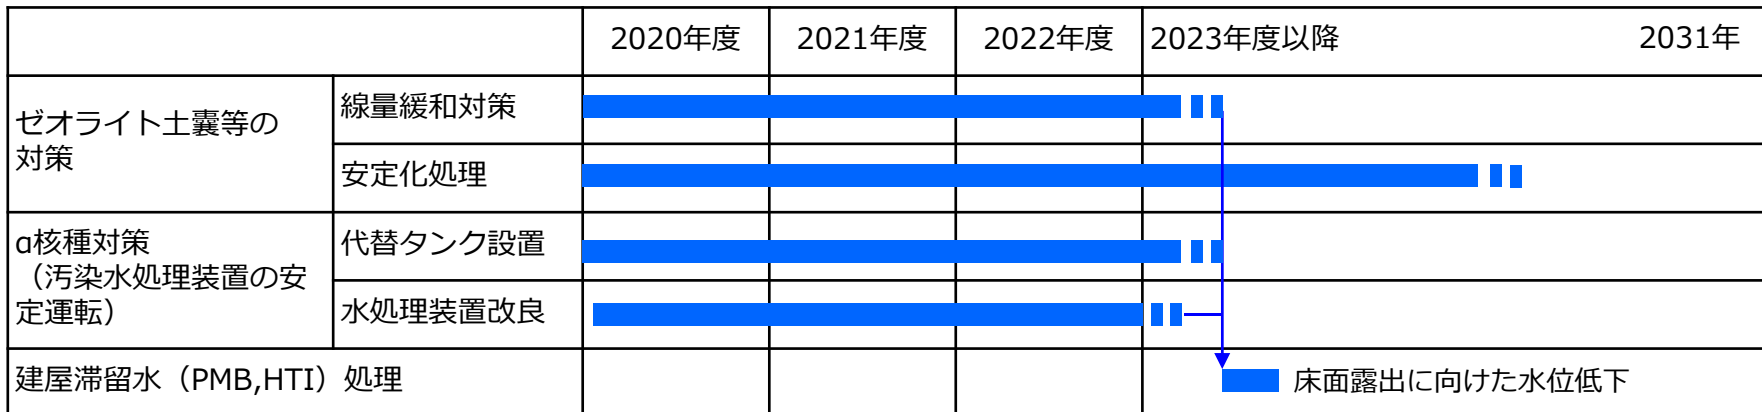 2020年度 2021年度 2022年度 2023年度以降 2031年
ゼオライト土嚢等の
対策
線量緩和対策
安定化処理
α核種対策
（汚染水処理装置の安
定運転）
代替タンク設置
水処理装置改良
建屋滞留水（PMB,HTI）処理
床面露出に向けた水位低下